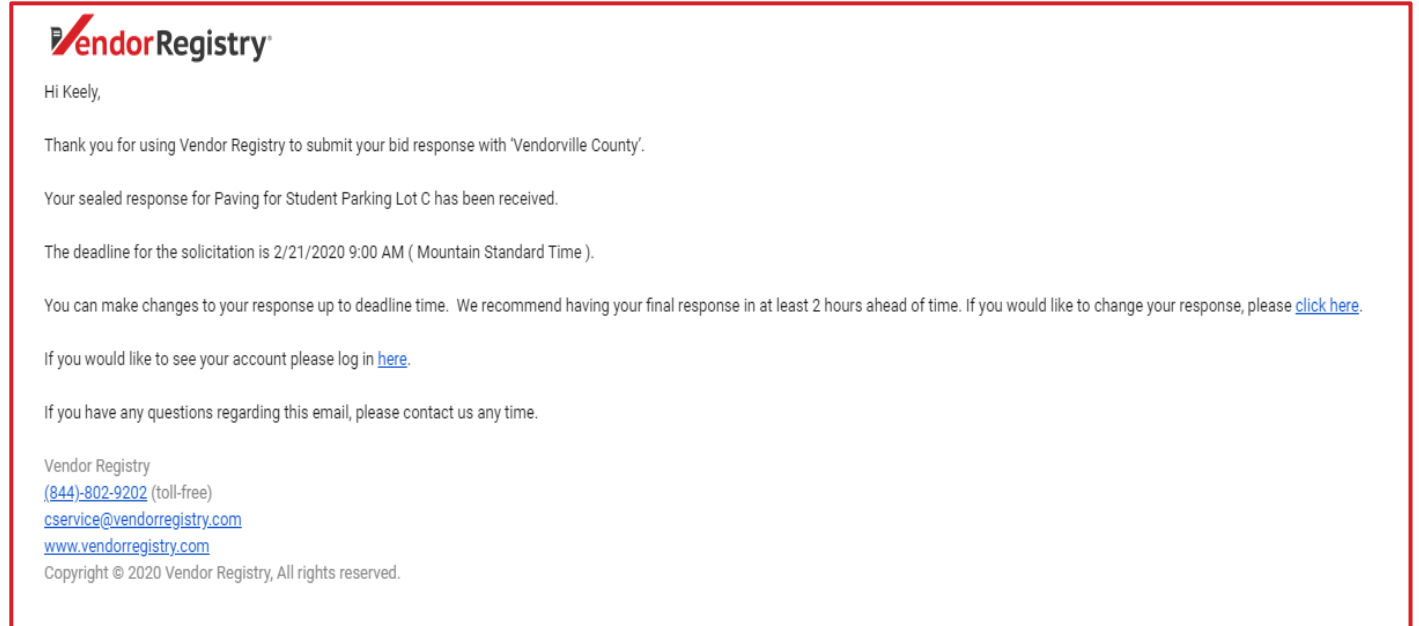 VendorRegistry®
Hi Keely,
Thank you for using Vendor Registry to submit your bid response with ‘Vendorville County’.
Your sealed response for Paving for Student Parking Lot C has been received.
The deadline for the solicitation is 2/21/2020 9:00 AM ( Mountain Standard Time ).
You can make changes to your response up to deadline time.  We recommend having your final response in at least 2 hours ahead of time. If you would like to change your response, please click here.
If you would like to see your account please log in here.
If you have any questions regarding this email, please contact us any time.
Vendor Registry
(844)-802-9202 (toll-free)
cservice@vendorregistry.com
www.vendorregistry.com
Copyright © 2020 Vendor Registry, All rights reserved.